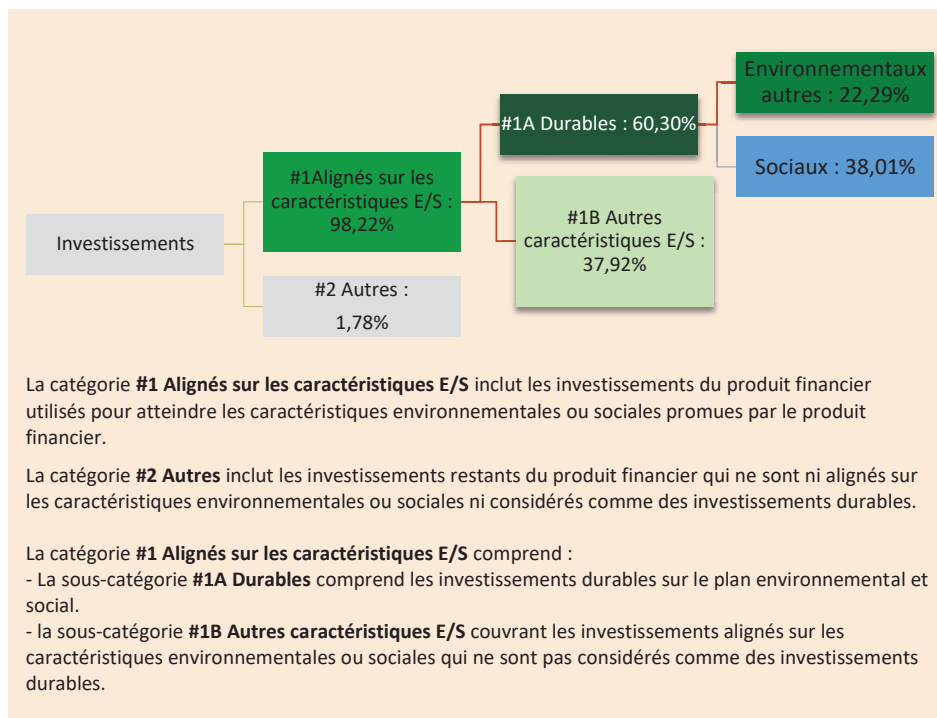 Environnementaux
autres : 22,29%
#1A Durables : 60,30%
Sociaux : 38,01%
#1Alignés sur les
caractéristiques E/S :
98,22%
#1B Autres
caractéristiques E/S :
37,92%
Investissements
#2 Autres :
1,78%
La catégorie #1 Alignés sur les caractéristiques E/S inclut les investissements du produit financier
utilisés pour atteindre les caractéristiques environnementales ou sociales promues par le produit
financier.
La catégorie #2 Autres inclut les investissements restants du produit financier qui ne sont ni alignés sur
les caractéristiques environnementales ou sociales ni considérés comme des investissements durables.
La catégorie #1 Alignés sur les caractéristiques E/S comprend :
- La sous-catégorie #1A Durables comprend les investissements durables sur le plan environnemental et
social.
- la sous-catégorie #1B Autres caractéristiques E/S couvrant les investissements alignés sur les
caractéristiques environnementales ou sociales qui ne sont pas considérés comme des investissements
durables.